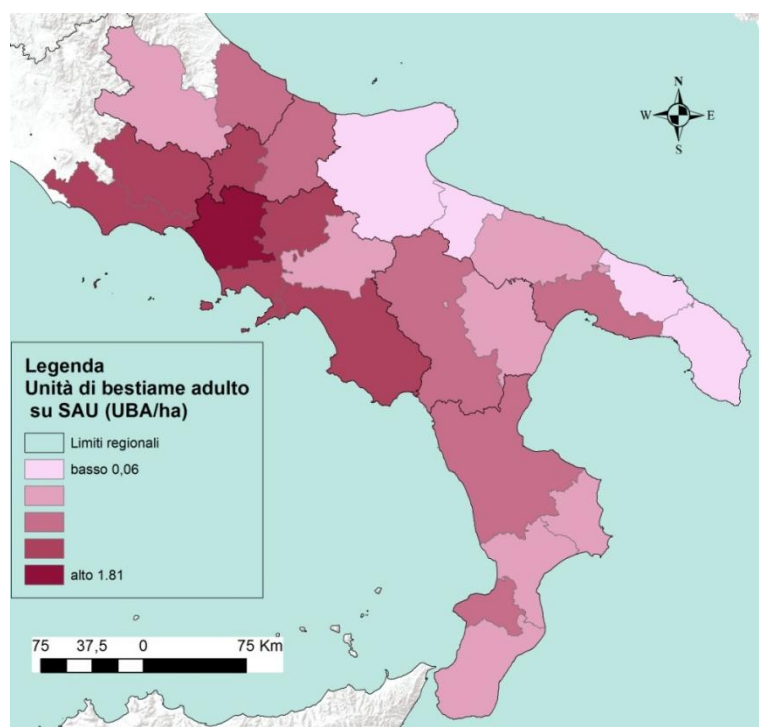 N
W E
S
Legenda
Unità di bestiame adulto
su SAU (UBA/ha)
Limiti regionali
basso 0,06
alto 1.81
75 37,5 0 75 Km